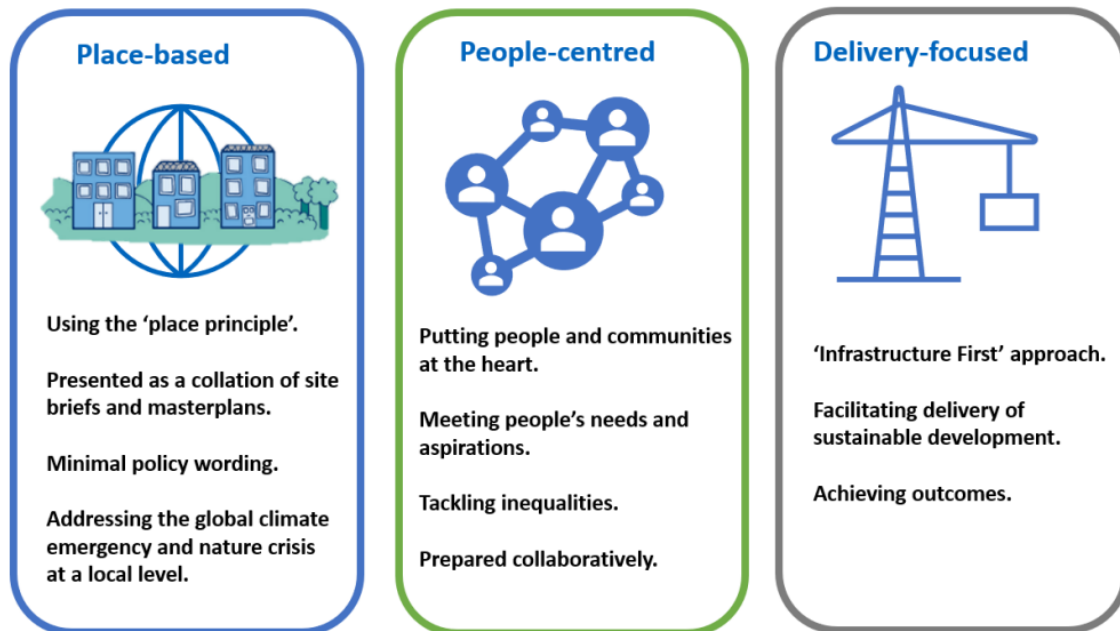 Place-based
Using the ‘place principle’.
Presented as a collation of site
briefs and masterplans.
Minimal policy wording.
Addressing the global climate
emergency and nature crisis
at a local level.
People-centred
Putting people and communities
at the heart.
Meeting people’s needs and
aspirations.
Tackling inequalities.
Prepared collaboratively.
Delivery-focused
‘Infrastructure First’ approach.
Facilitating delivery of
sustainable development.
Achieving outcomes.